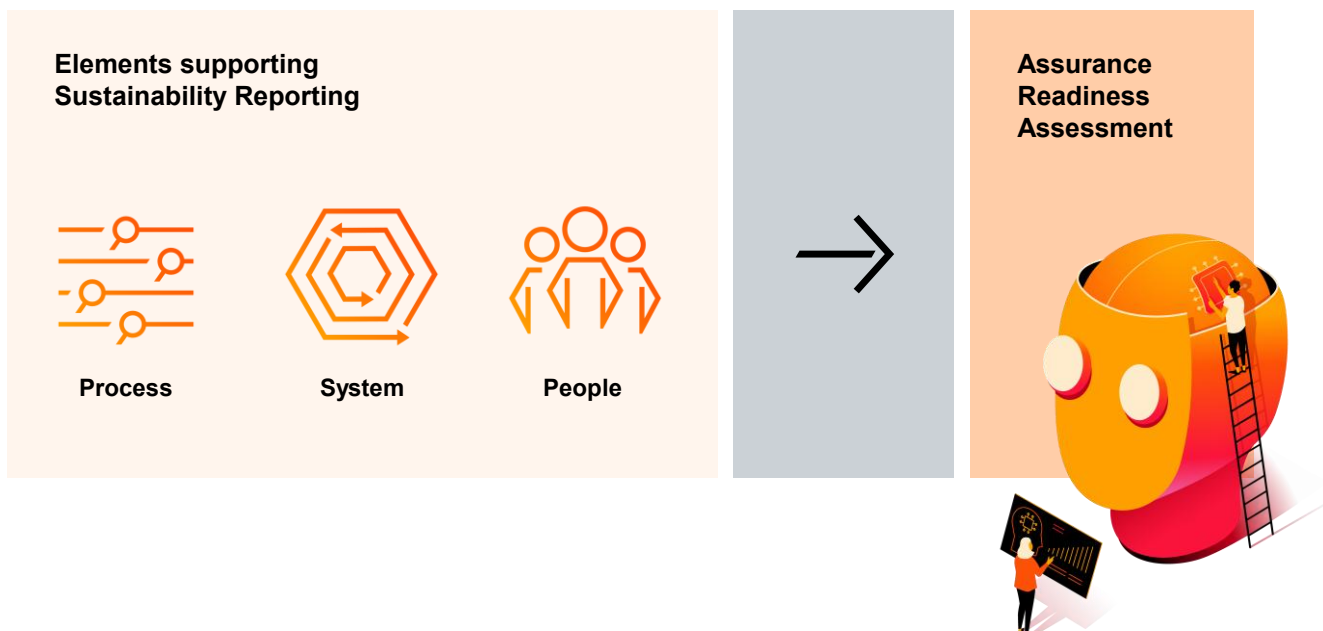 Elements supporting
Sustainability Reporting
Process
System
People
Assurance
Readiness
Assessment